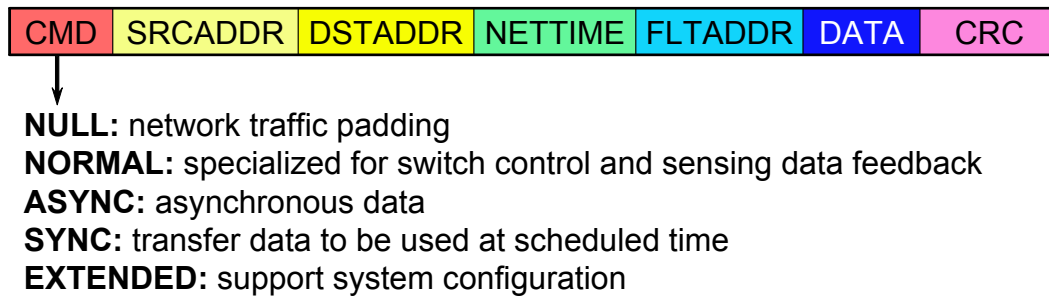 CMD SRCADDR DSTADDR NETTIME FLTADDR DATA CRC
NULL: network traffic padding
NORMAL: specialized for switch control and sensing data feedback
ASYNC: asynchronous data
SYNC: transfer data to be used at scheduled time
EXTENDED: support system configuration